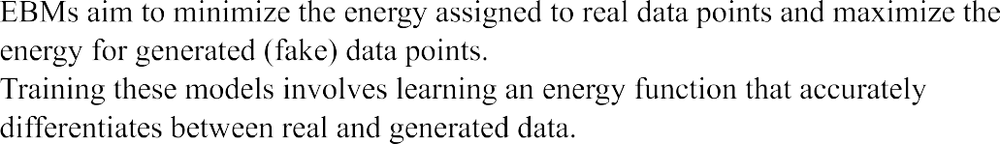 EBMs aim to minimize the energy assigned to real data points and maximize the
energy for generated (fake) data points.
Training these models involves learning an energy function that accurately
differentiates between real and generated data.